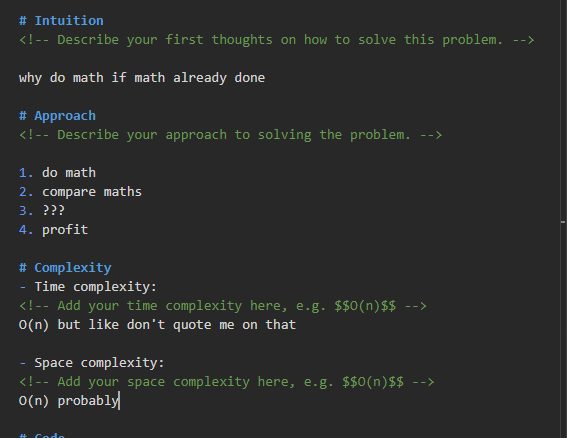 # Intuition
<!-- Describe your first thoughts on how to solve this problem. -->
why do math if math already done
# Approach
<!-- Describe your approach to solving the problem. -->
1. do math
2. compare maths
3. ???
4. profit
# Complexity
- Time complexity:
<!-- Add your time complexity here, e.g. $$O(n)$$ -->
O(n) but like don't quote me on that
- Space complexity:
<!-- Add your space complexity here, e.g. $$O(n)$$ -->
O(n) probably
# Code